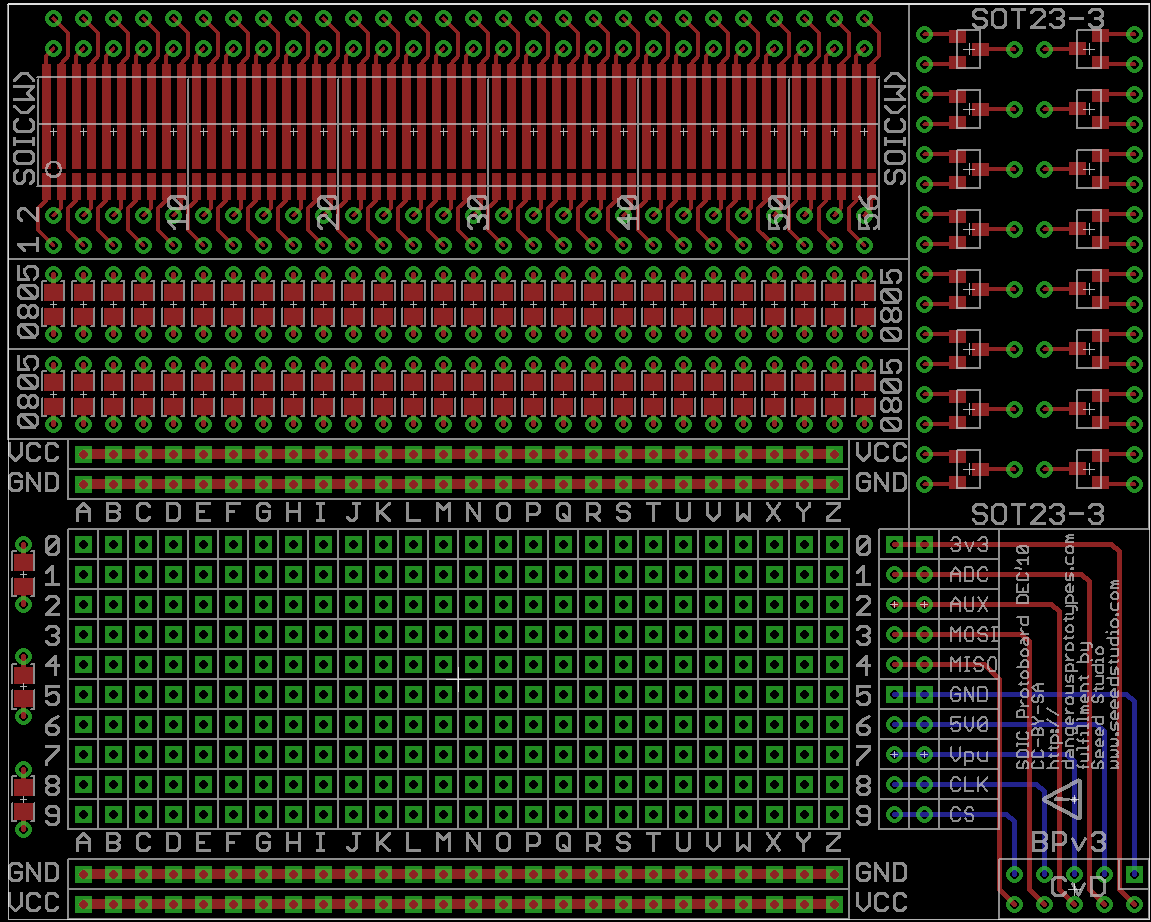 SOT23-3
SOIC(W)
SOIC(W)
1 2 10 20 30 40 50 56
0805 0805
0805 0805
VCC VCC
GND GND
A B C D E F G H I J K L M N O P Q R S T U V W X Y Z
SOT23-3
0 0 3v3
1 1 ADC
2 2 AUX
3 3 MOSI
4 4 MISO
5 5 GND
6 6 5V0
7 7 Vpu
8 8 CLK
9 9 CS
SOIC Protoboard DEC'10
CC-BY-SA
http://
dangerousprototypes.com
fulfillment by
Seeed Studio
www.seeedstudio.com
A B C D E F G H I J K L M N O P Q R S T U V W X Y Z
BPv3
GND GND
VCC VCC